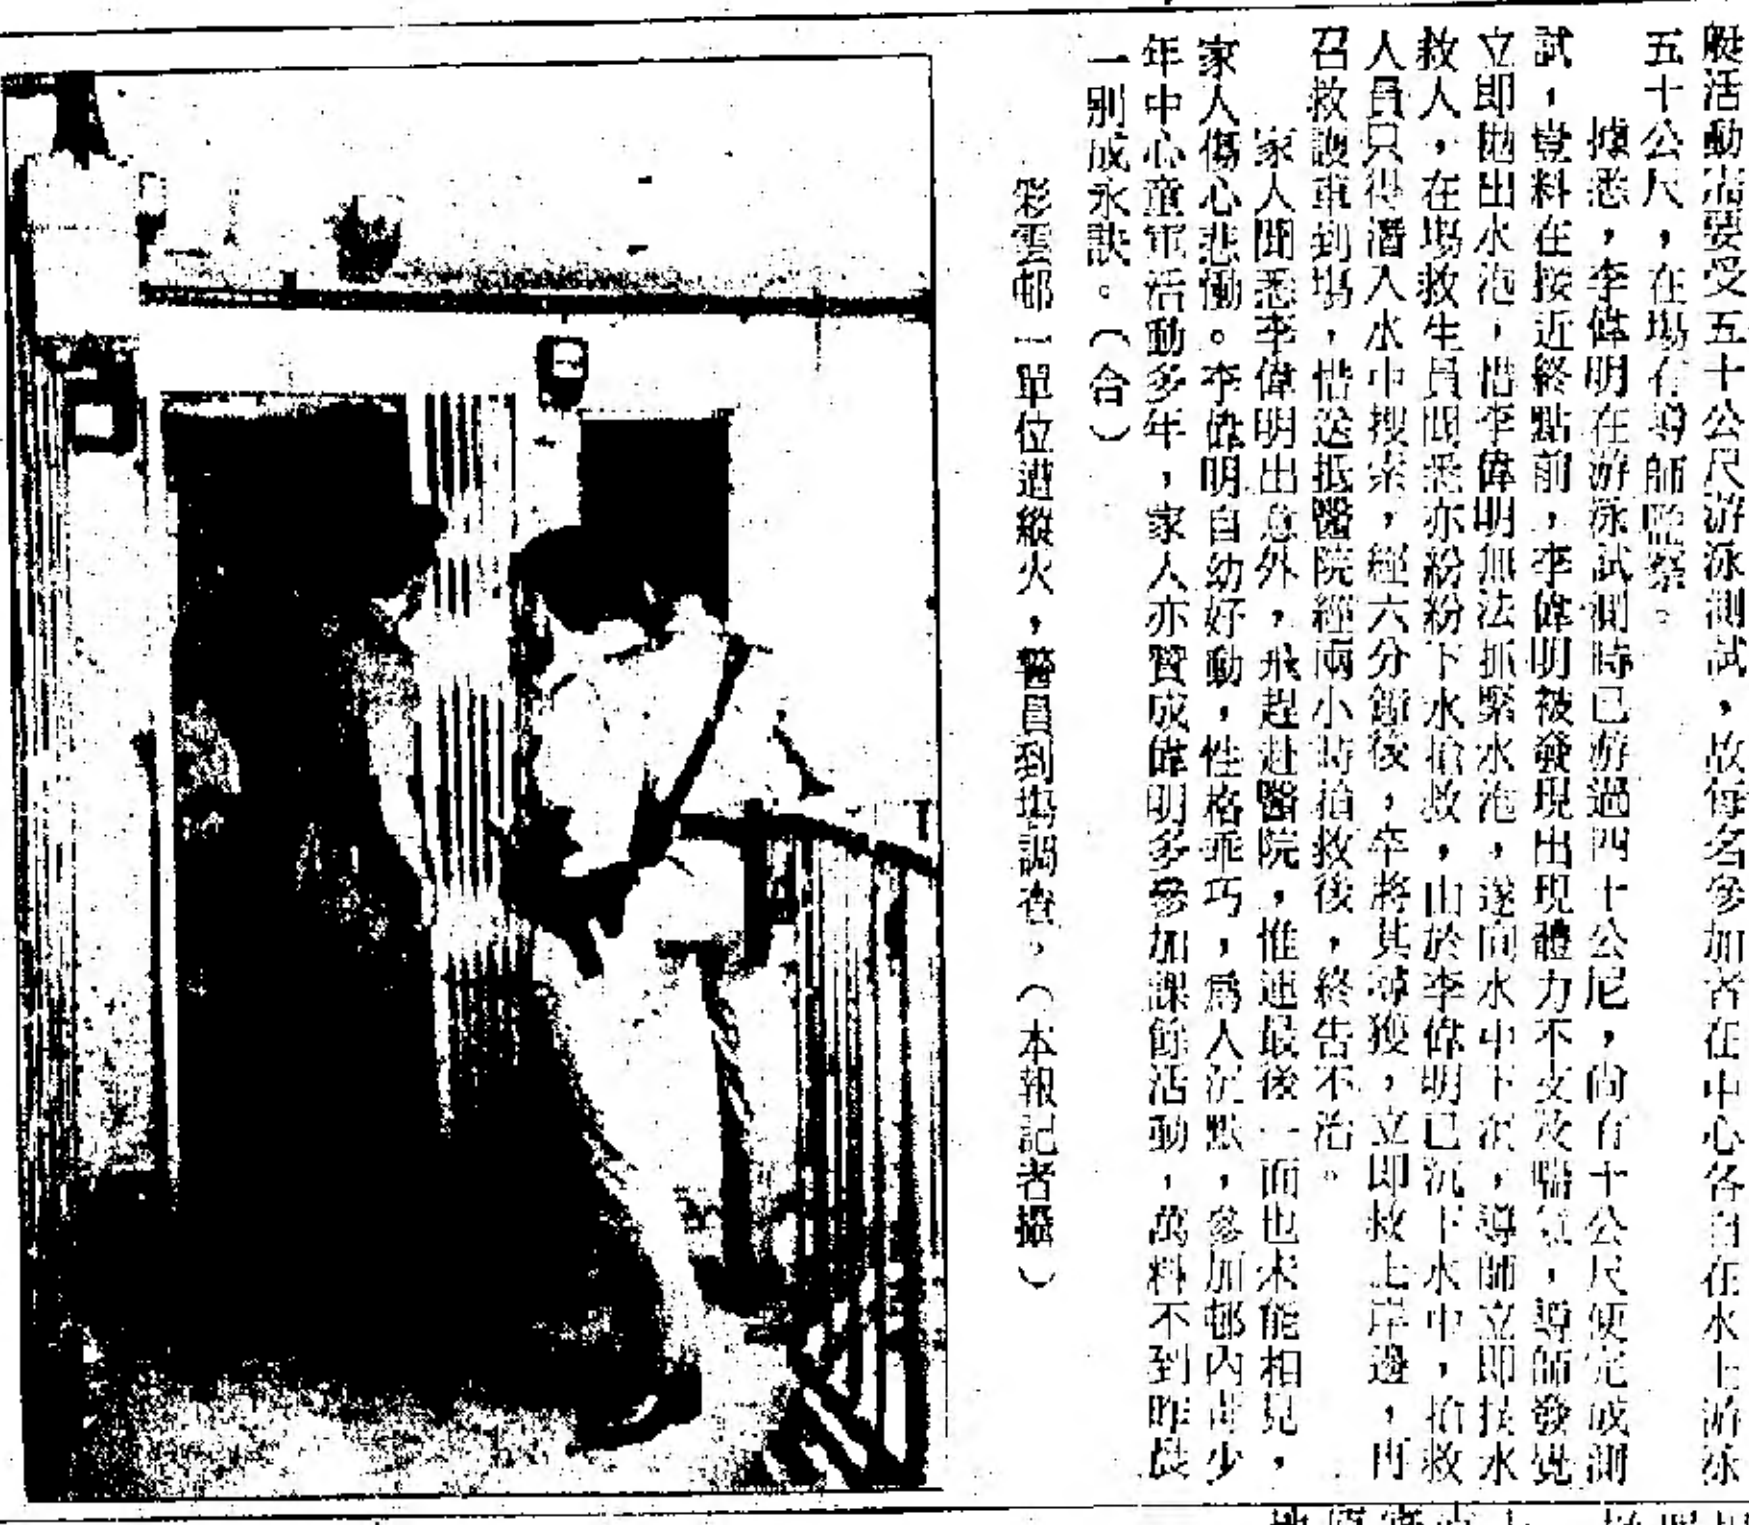 艇活動需要受五十公尺游泳測試，故每名參加者在中心各自在水上游泳
五十公尺，在場有導師監察。
據悉，李偉明在游泳試測時已游過四十公尼，尚有十公尺便完成測
試，豈料在接近終點前，李偉明被發現出現體力不支及喘氣，導師發覺
立即拋出水泡，惜李偉明無法抓緊水泡，遂向水中下沉，導師立即撲水
救人，在場救生員聞悉亦紛紛下水搶救，由於李偉明已沉下水中，搶救
人員只得潛入水中搜索，經六分鐘後，卒將其尋獲，立即救上岸邊，再
召救護車到場，惜送抵醫院經兩小時拍救後，終告不治。
家人聞悉李偉明出意外，飛趕赴醫院，惟連最後一面也未能相見，
家人傷心悲慟。李偉明自幼好動，性格乖巧，為人沉默，參加邨內青少
年中心童軍活動多年，家人亦贊成偉明多參加課餘活動，萬料不到昨晨
一別成永訣。（合）
彩雲邨一單位遭縱火，警員到場調查。（本報記者攝）